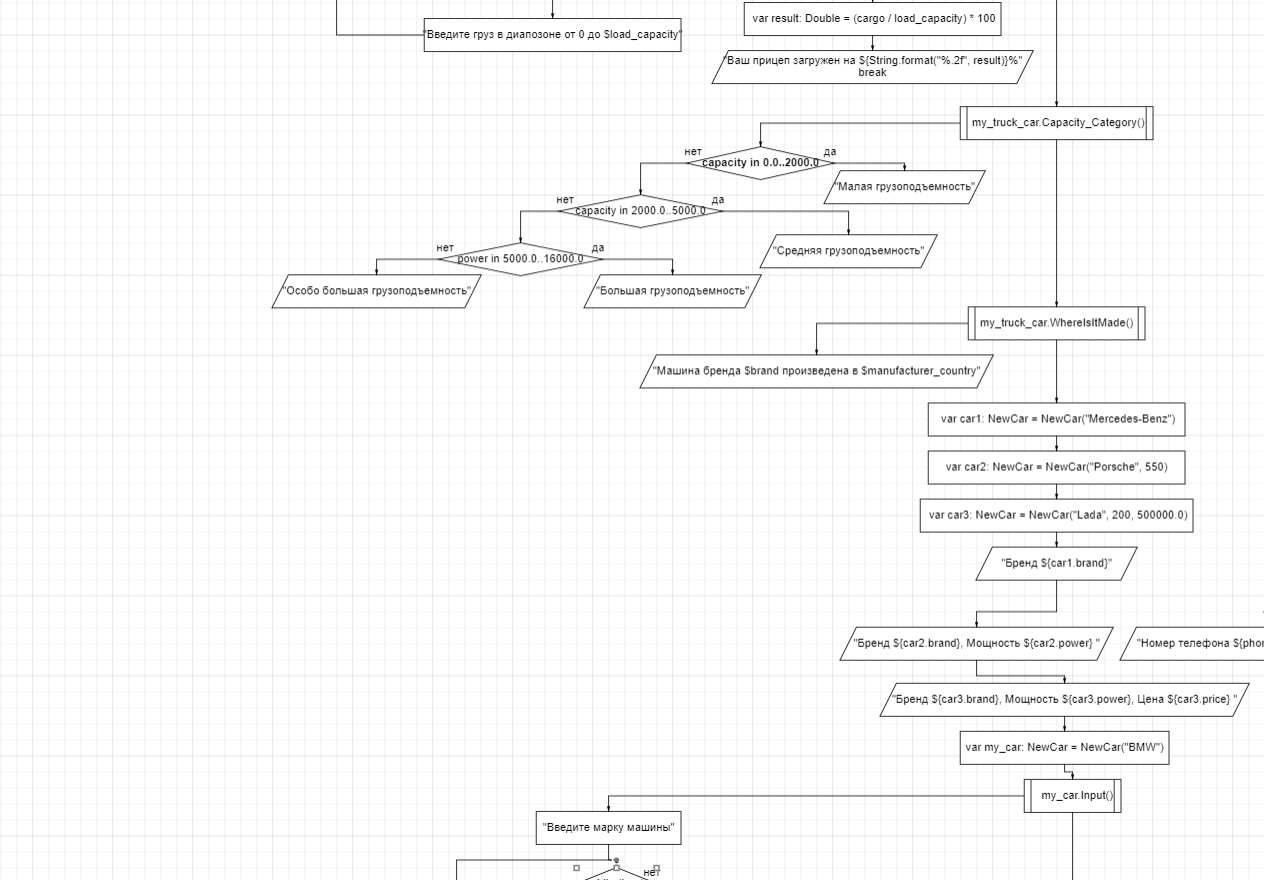 "Введите груз в диапозоне от 0 до $load_capacity"
var result: Double = (cargo / load_capacity) * 100
"Ваш прицеп загружен на ${String.format("%.2f", result)}%"
break
my_truck_car.Capacity_Category()
нет
да
capacity in 0.0..2000.0
"Малая грузоподъемность"
нет
да
capacity in 2000.0..5000.0
"Средняя грузоподъемность"
нет
да
power in 5000.0..16000.0
"Особо большая грузоподъемность"
"Большая грузоподъемность"
my_truck_car.WhereIsItMade()
"Машина бренда $brand произведена в $manufacturer_country"
var car1: NewCar = NewCar("Mercedes-Benz")
var car2: NewCar = NewCar("Porsche", 550)
var car3: NewCar = NewCar("Lada", 200, 500000.0)
"Бренд ${car1.brand}"
"Бренд ${car2.brand}, Мощность ${car2.power} "
"Номер телефона
"Бренд ${car3.brand}, Мощность ${car3.power}, Цена ${car3.price} "
var my_car: NewCar = NewCar("BMW")
my_car.Input()
"Введите марку машины"
нет